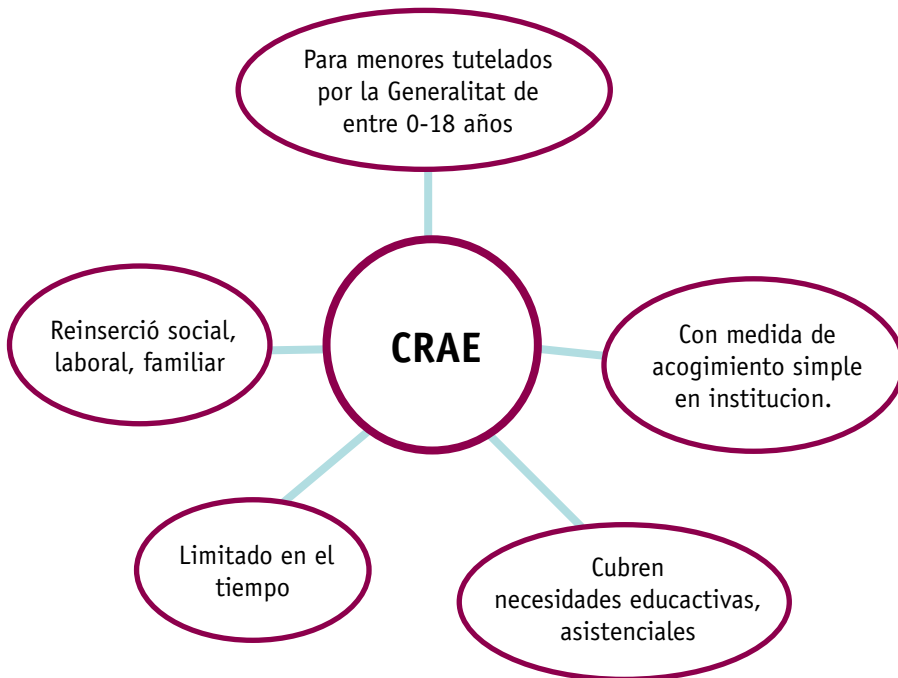 Para menores tutelados
por la Generalitat de
entre 0-18 años
Reinserció social,
laboral, familiar
CRAE
Con medida de
acogimiento simple
en institucion.
Limitado en el
tiempo
Cubren
necesidades educactivas,
asistenciales